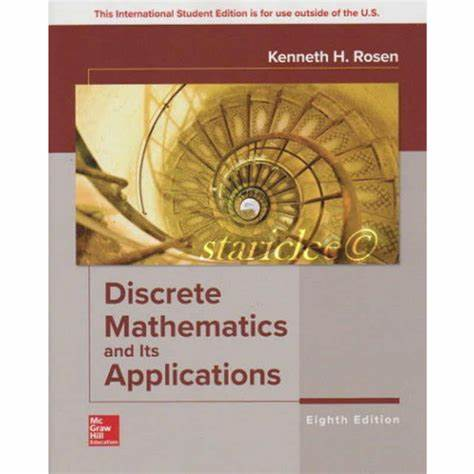 This International Student Edition is for use outside of the U.S.
Kenneth H. Rosen
stariclee©
Discrete
Mathematics
and Its
Applications
Mc
Graw
Hill
Education
Eighth Edition